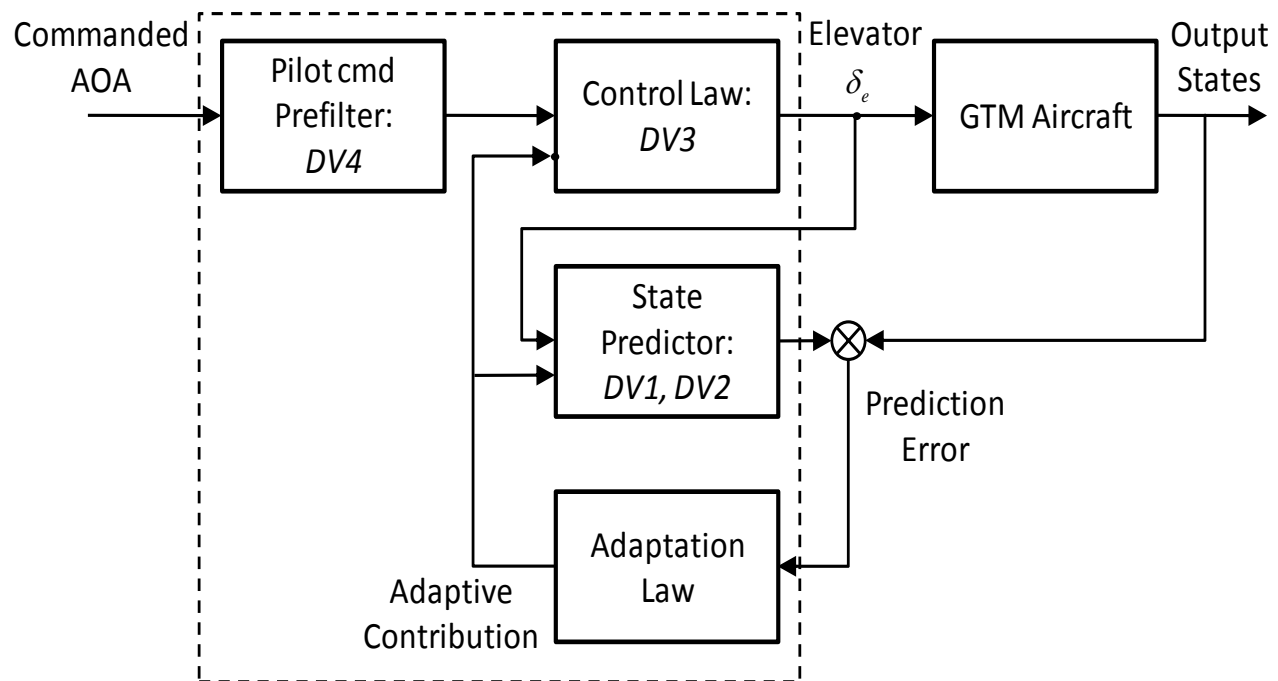 Commanded
AOA
Pilot cmd
Prefilter:
DV4
Control Law:
DV3
Elevator
δₑ
GTM Aircraft
Output
States
State
Predictor:
DV1, DV2
Prediction
Error
Adaptation
Law
Adaptive
Contribution